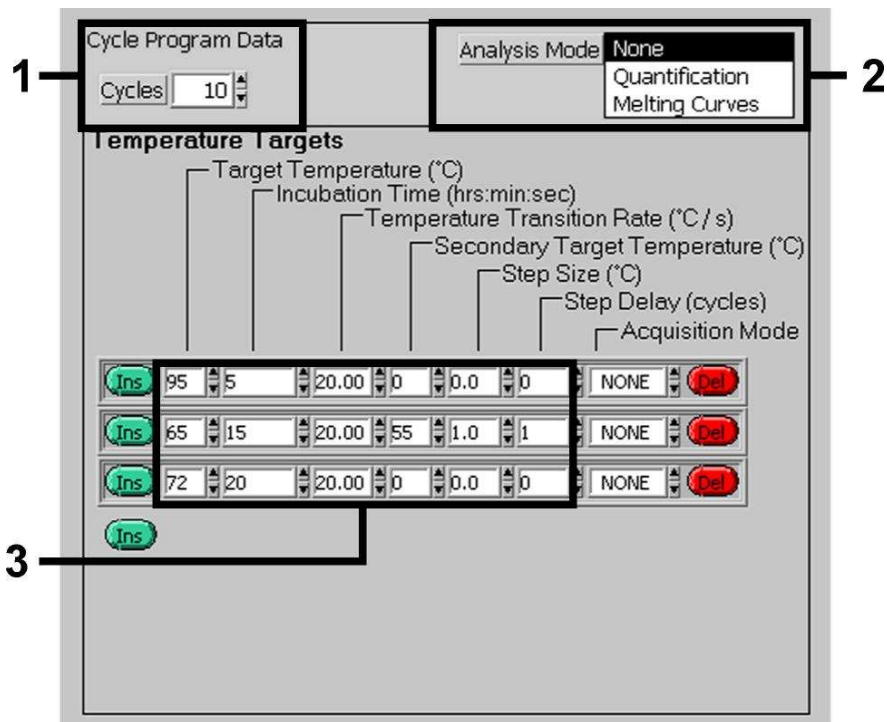 Cycle Program Data
Cycles 10
1
Analysis Mode None
Quantification
Melting Curves
2
Temperature Targets
Target Temperature (°C)
Incubation Time (hrs:min:sec)
Temperature Transition Rate (°C / s)
Secondary Target Temperature (°C)
Step Size (°C)
Step Delay (cycles)
Acquisition Mode
Ins 95 5 20.00 0 0.0 0 NONE Del
Ins 65 15 20.00 55 1.0 1 NONE Del
Ins 72 20 20.00 0 0.0 0 NONE Del
Ins
3